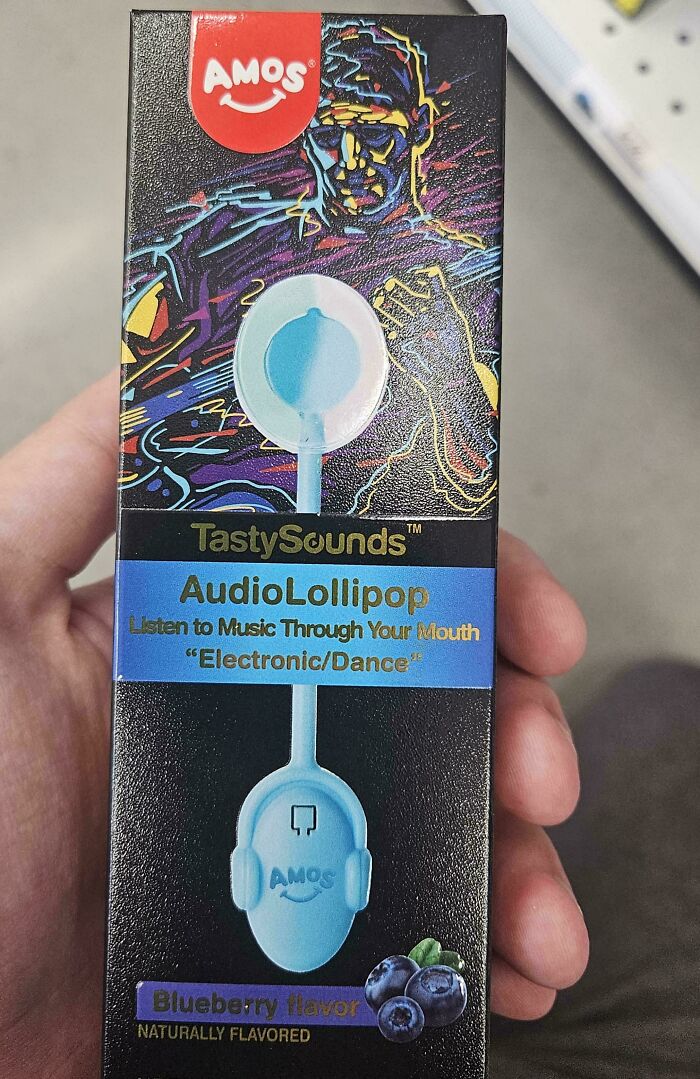 AMOS®
TastySounds™
AudioLollipop
Listen to Music Through Your Mouth
“Electronic/Dance”
AMOS
Blueberry flavor
NATURALLY FLAVORED